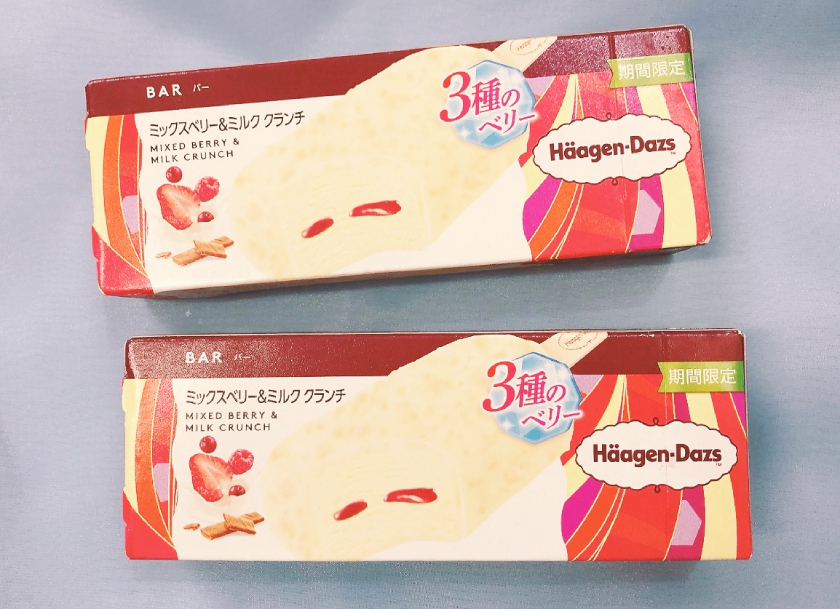 BAR バー
ミックスベリー&ミルク クランチ
MIXED BERRY &
MILK CRUNCH
3種の
ベリー
期間限定
Häagen-Dazs
TM
BAR バー
ミックスベリー&ミルク クランチ
MIXED BERRY &
MILK CRUNCH
3種の
ベリー
期間限定
Häagen-Dazs
TM